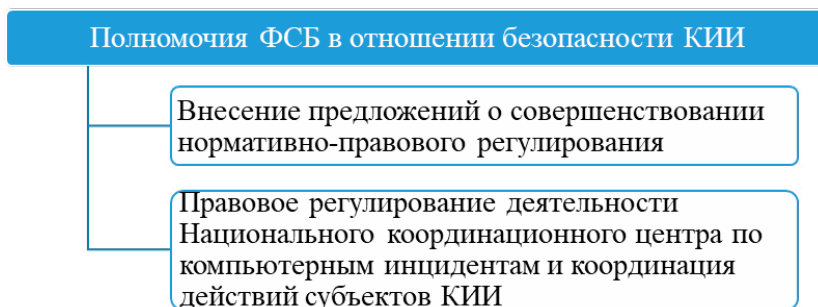 Полномочия ФСБ в отношении безопасности КИИ
Внесение предложений о совершенствовании
нормативно-правового регулирования
Правовое регулирование деятельности
Национального координационного центра по
компьютерным инцидентам и координация
действий субъектов КИИ